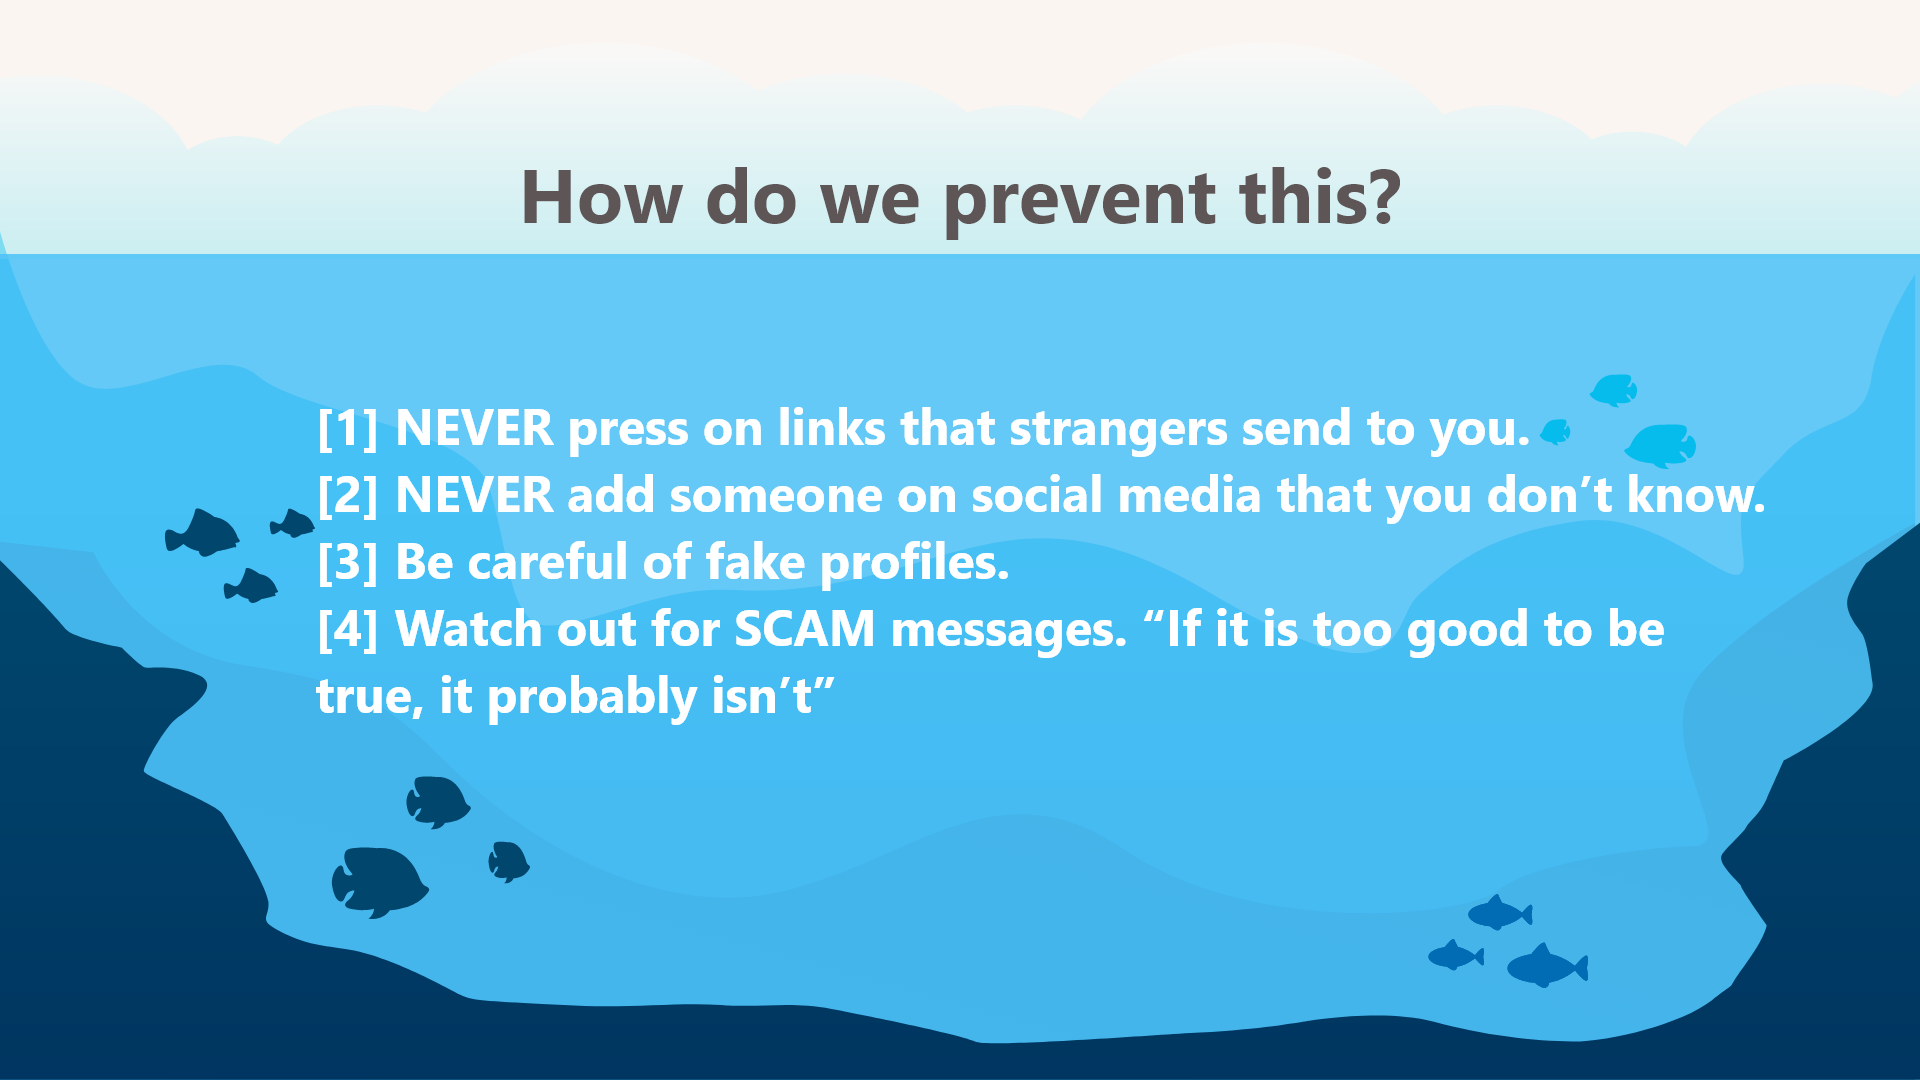 How do we prevent this?
[1] NEVER press on links that strangers send to you.
[2] NEVER add someone on social media that you don’t know.
[3] Be careful of fake profiles.
[4] Watch out for SCAM messages. “If it is too good to be
true, it probably isn’t”